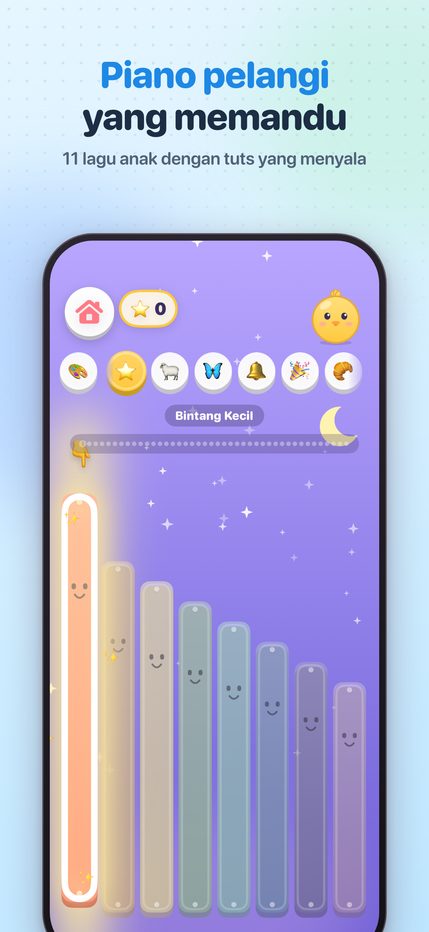 Piano pelangi
yang memandu
11 lagu anak dengan tuts yang menyala
0
Bintang Kecil